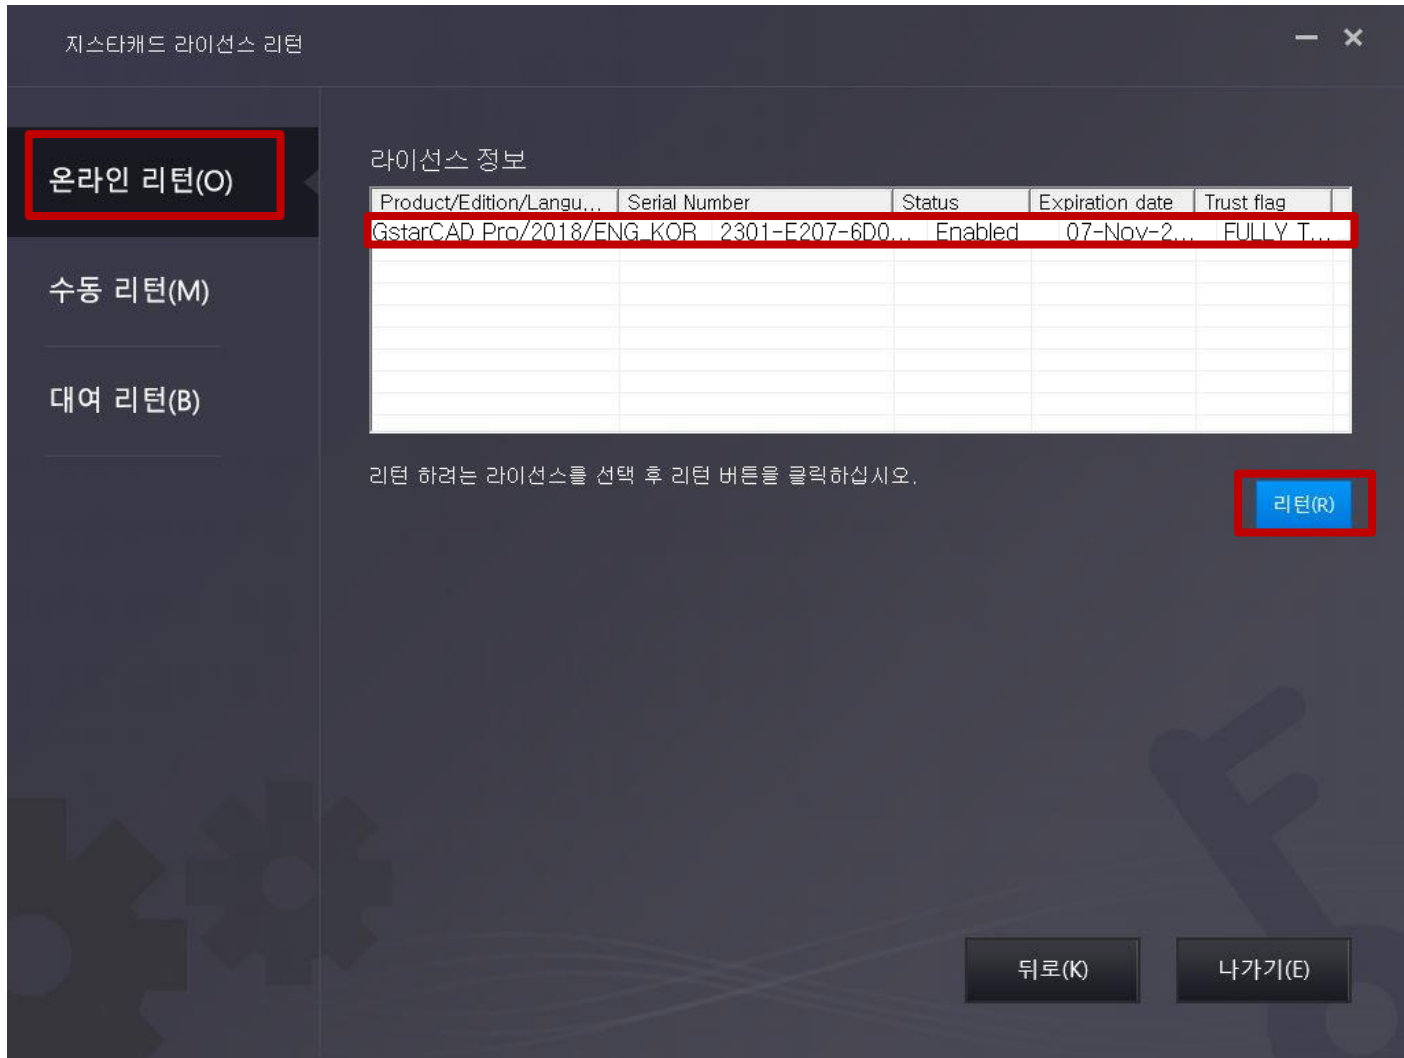 지스타캐드 라이선스 리턴
온라인 리턴(O)
수동 리턴(M)
대여 리턴(B)
라이선스 정보
Product/Edition/Langu... Serial Number Status Expiration date Trust flag
GstarCAD Pro/2018/ENG_KOR 2301-E207-6D0... Enabled 07-Nov-2... FULLY T...
리턴 하려는 라이선스를 선택 후 리턴 버튼을 클릭하십시오.
리턴(R)
뒤로(K) 나가기(E)